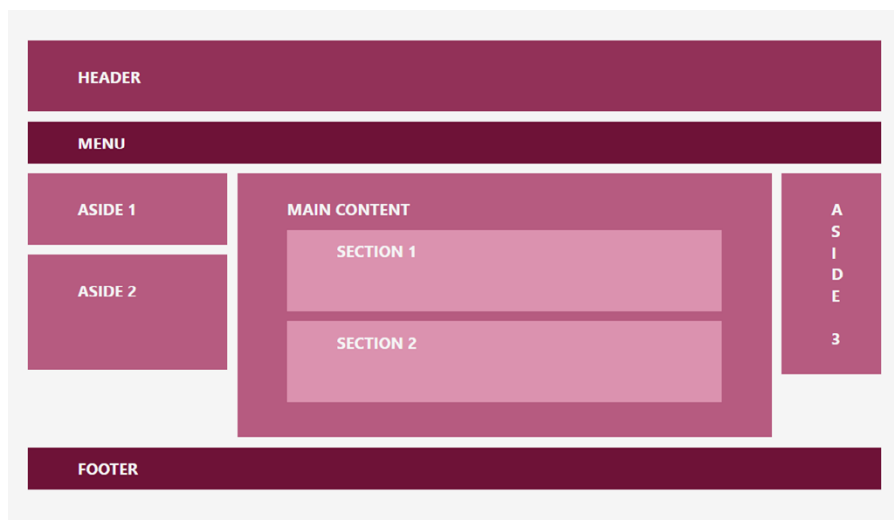 HEADER
MENU
ASIDE 1
ASIDE 2
MAIN CONTENT
SECTION 1
SECTION 2
A
S
I
D
E
3
FOOTER